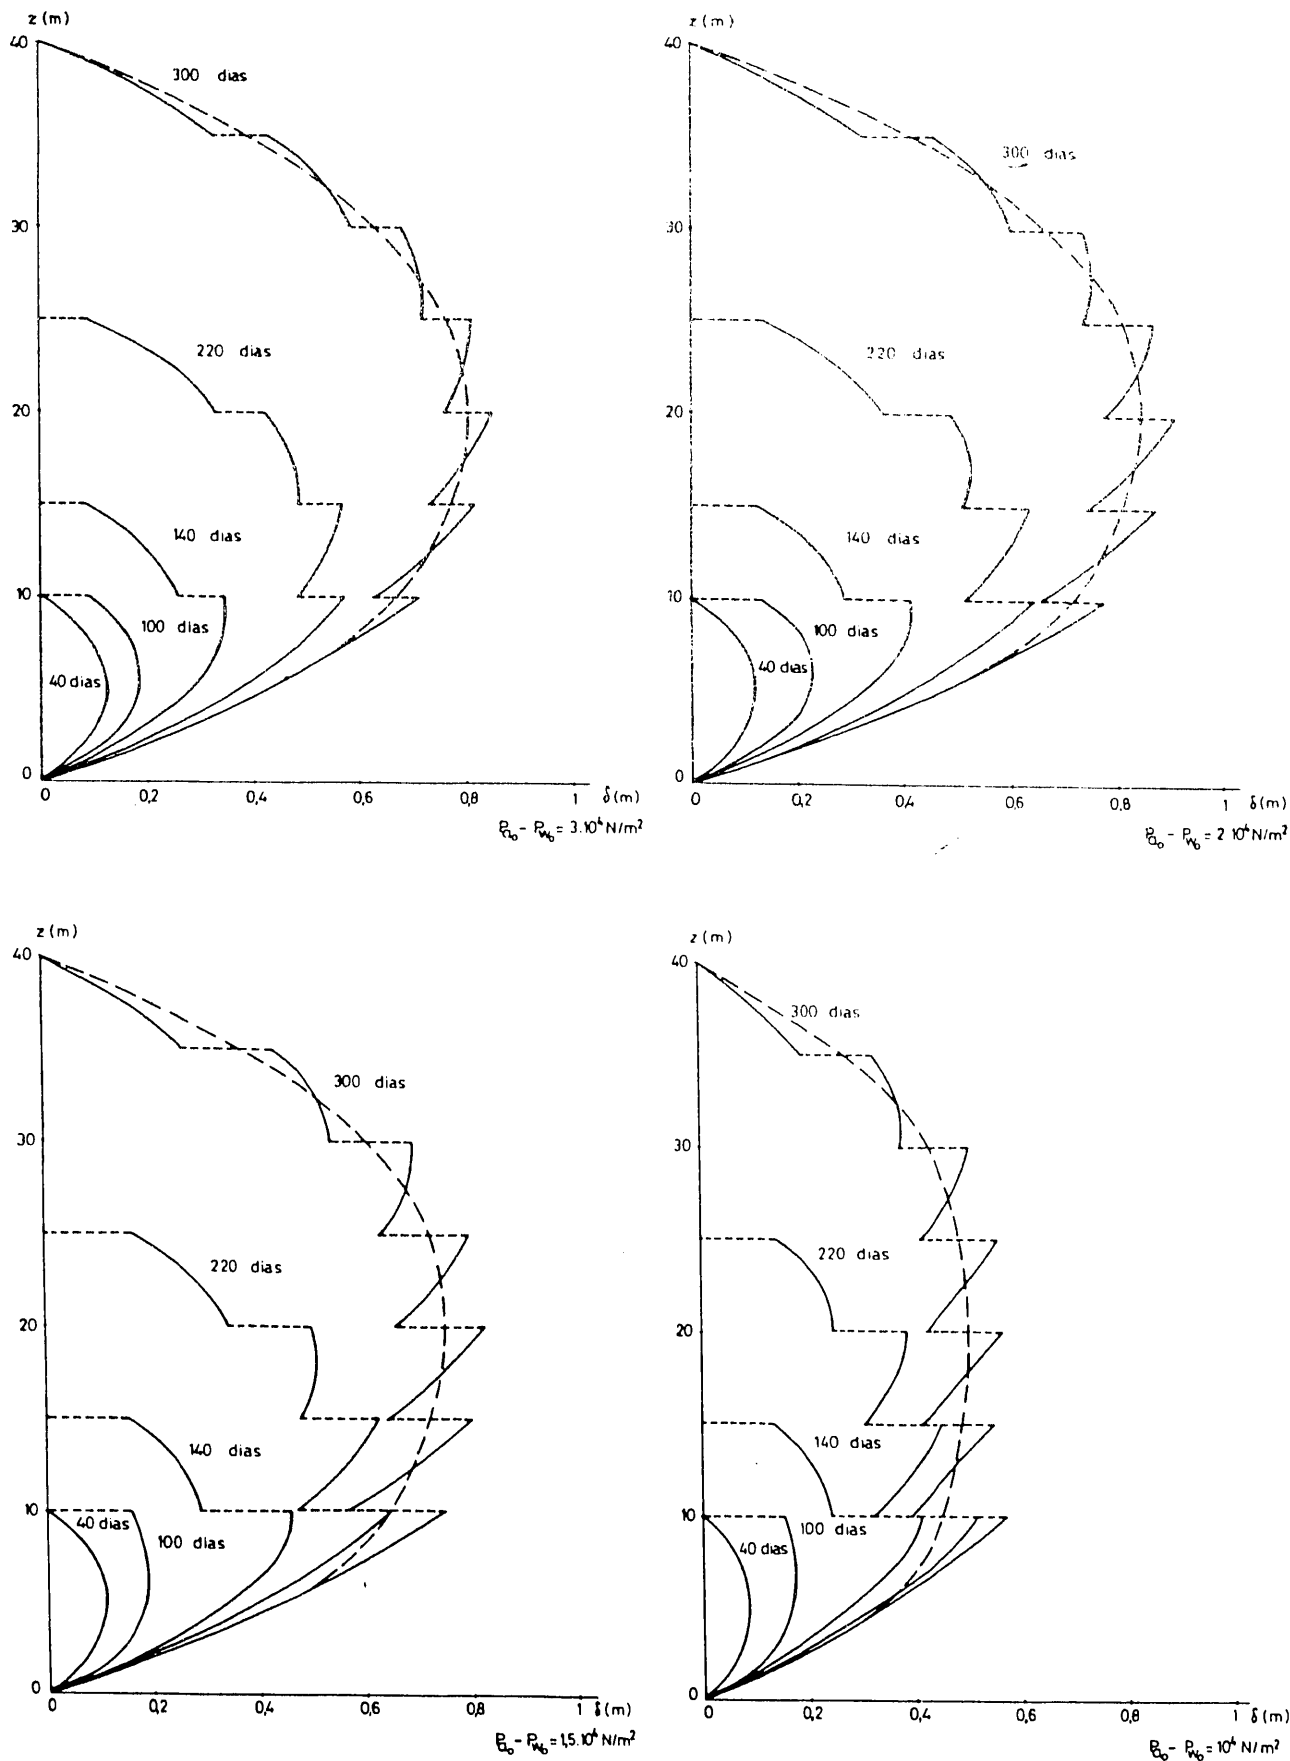 z (m)
40
300 dias
30
220 dias
20
140 dias
10
100 dias
40 dias
0
0 0,2 0,4 0,6 0,8 1 δ(m)
Pa₀ - Pw₀ = 3.10⁴ N/m²
z (m)
40
300 dias
30
220 dias
20
140 dias
10
100 dias
40 dias
0
0 0,2 0,4 0,6 0,8 1 δ(m)
Pa₀ - Pw₀ = 2 10⁴ N/m²
z (m)
40
300 dias
30
220 dias
20
140 dias
10
40 dias
100 dias
0
0 0,2 0,4 0,6 0,8 1 δ(m)
Pa₀ - Pw₀ = 1,5.10⁴ N/m²
z (m)
40
300 dias
30
220 dias
20
140 dias
10
100 dias
40 dias
0
0 0,2 0,4 0,6 0,8 1 δ(m)
Pa₀ - Pw₀ = 10⁴ N/m²